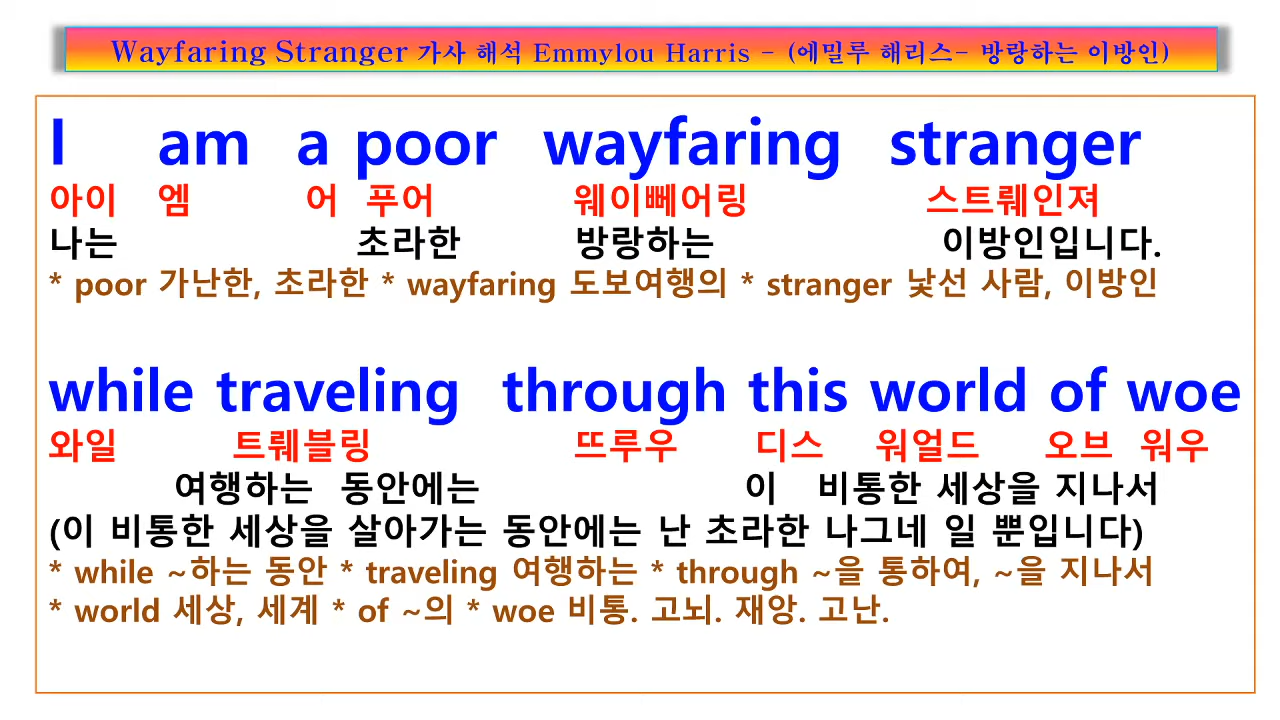 Wayfaring Stranger 가사 해석 Emmylou Harris - (에밀루 해리스- 방랑하는 이방인)
I am a poor wayfaring stranger
아이 엠 어 푸어 웨이뻬어링 스트뤠인져
나는 초라한 방랑하는 이방인입니다.
* poor 가난한, 초라한 * wayfaring 도보여행의 * stranger 낯선 사람, 이방인
while traveling through this world of woe
와일 트뤠블링 뜨루우 디스 워얼드 오브 워우
여행하는 동안에는 이 비통한 세상을 지나서
(이 비통한 세상을 살아가는 동안에는 난 초라한 나그네 일 뿐입니다)
* while ~하는 동안 * traveling 여행하는 * through ~을 통하여, ~을 지나서
* world 세상, 세계 * of ~의 * woe 비통. 고뇌. 재앙. 고난.